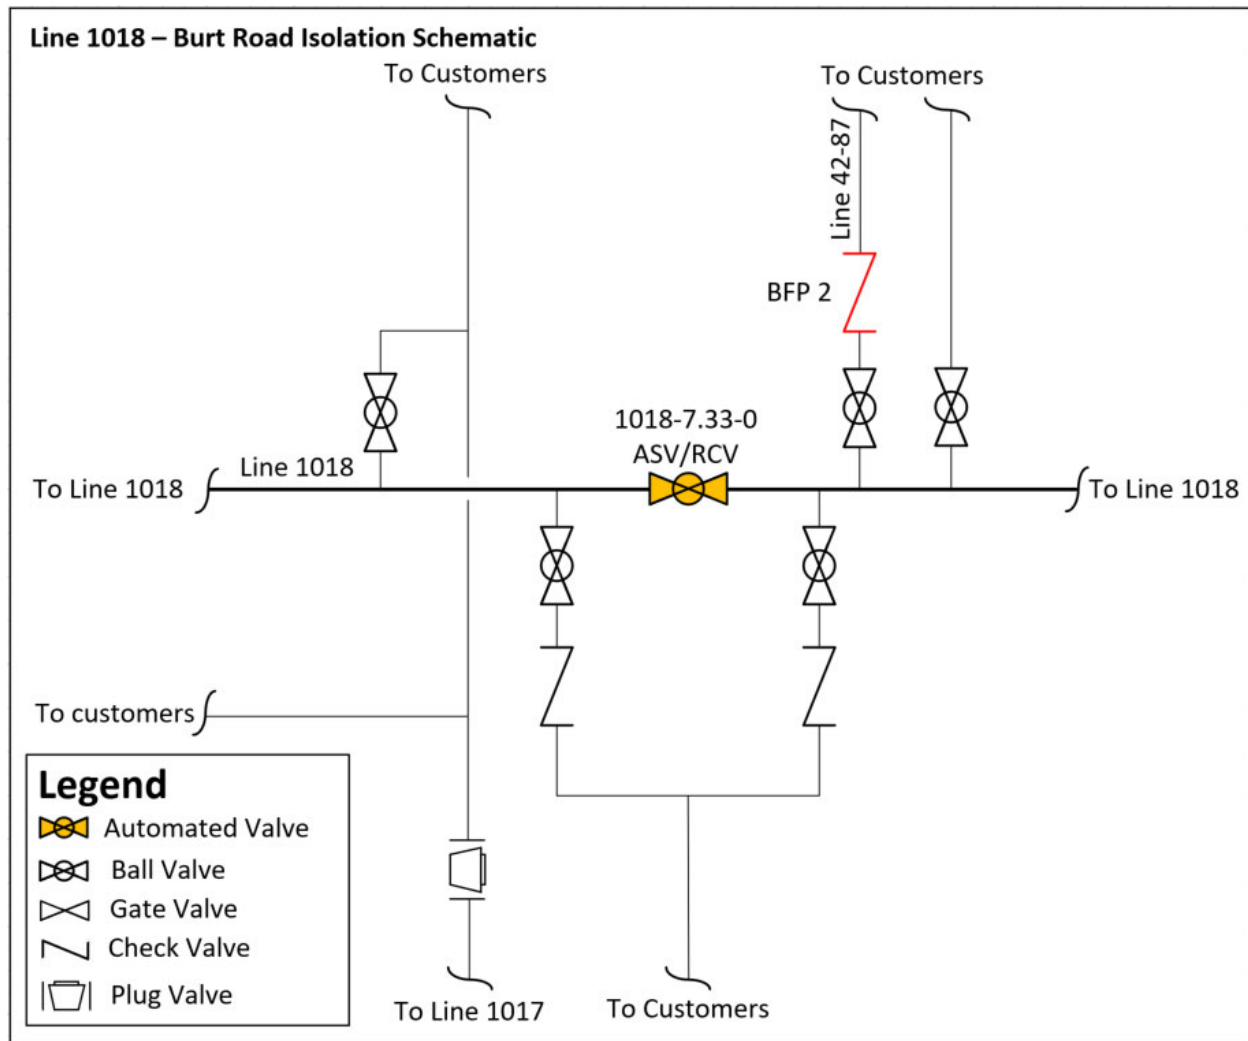 Line 1018 – Burt Road Isolation Schematic
To Customers
To Customers
Line 42-87
BFP 2
1018-7.33-0
ASV/RCV
Line 1018
To Line 1018
To Line 1018
To customers
Legend
Automated Valve
Ball Valve
Gate Valve
Check Valve
Plug Valve
To Line 1017
To Customers